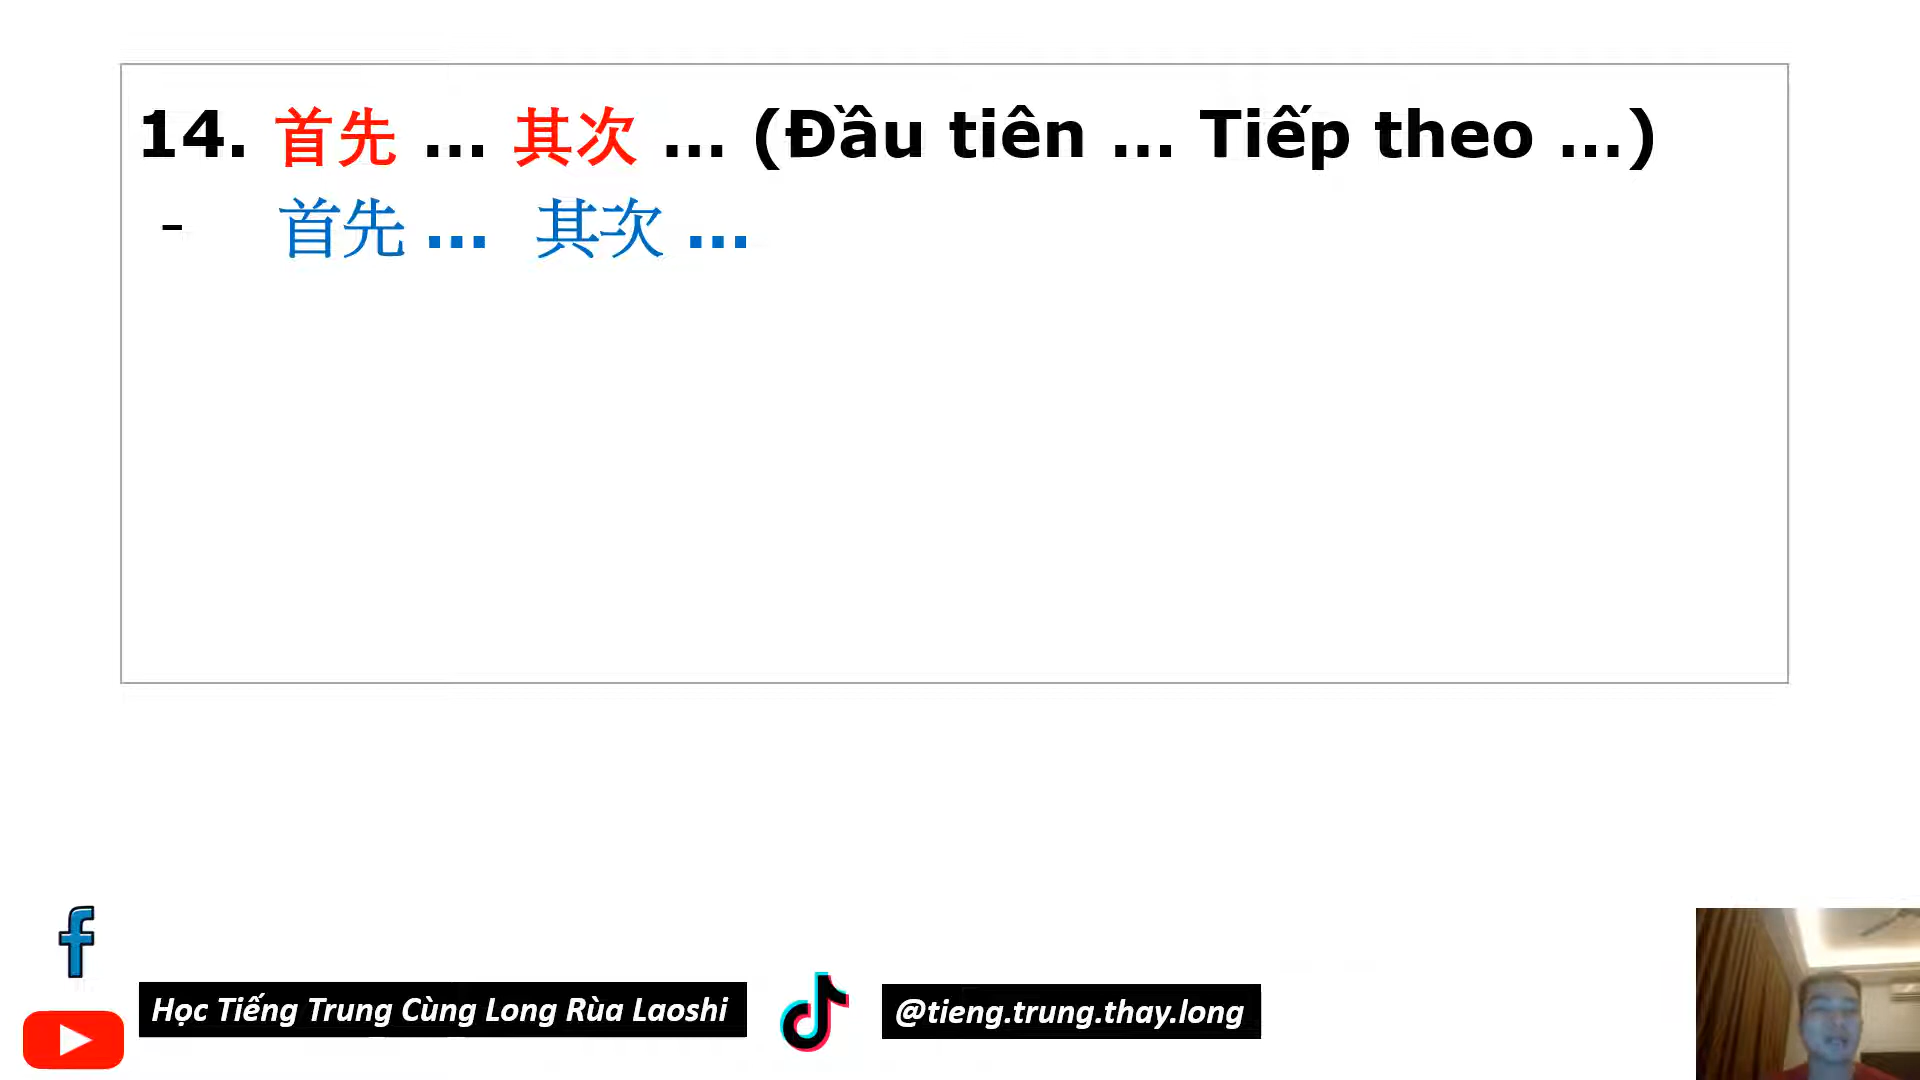 14. 首先 ... 其次 ... (Đầu tiên ... Tiếp theo ...)
- 首先 ... 其次 ...
Học Tiếng Trung Cùng Long Rùa Laoshi
@tieng.trung.thay.long